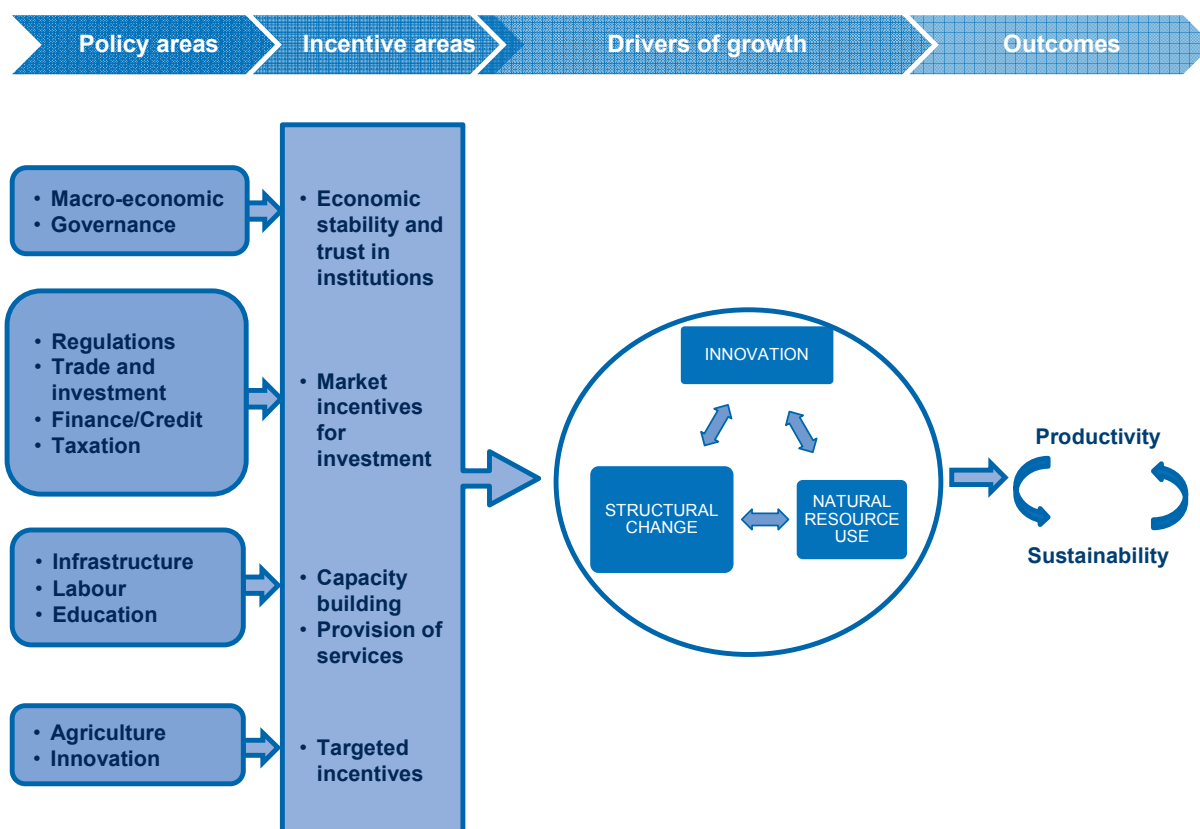 Policy areas
Incentive areas
Drivers of growth
Outcomes
• Macro-economic
• Governance
• Regulations
• Trade and
investment
• Finance/Credit
• Taxation
• Infrastructure
• Labour
• Education
• Agriculture
• Innovation
• Economic
stability and
trust in
institutions
• Market
incentives
for
investment
• Capacity
building
• Provision of
services
• Targeted
incentives
INNOVATION
STRUCTURAL
CHANGE
NATURAL
RESOURCE
USE
Productivity
Sustainability